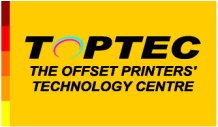 TOPTEC
THE OFFSET PRINTERS'
TECHNOLOGY CENTRE